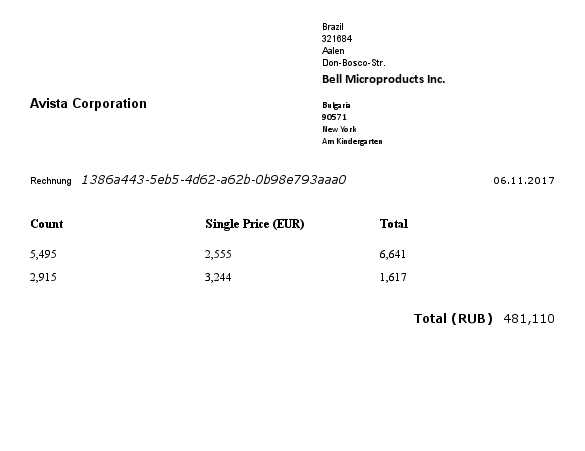 Brazil
321684
Aalen
Don-Bosco-Str.
Bell Microproducts Inc.
Avista Corporation
Bulgaria
90571
New York
Am Kindergarten
Rechnung 1386a443-5eb5-4d62-a62b-0b98e793aaa0 06.11.2017
Count Single Price (EUR) Total
5,495 2,555 6,641
2,915 3,244 1,617
Total (RUB) 481,110